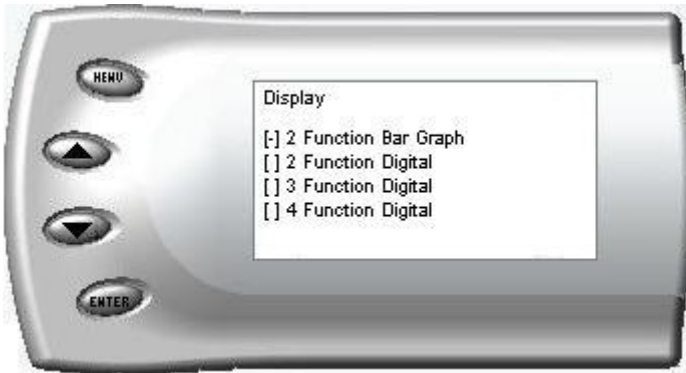 MENU
Display
[-] 2 Function Bar Graph
[ ] 2 Function Digital
[ ] 3 Function Digital
[ ] 4 Function Digital
ENTER